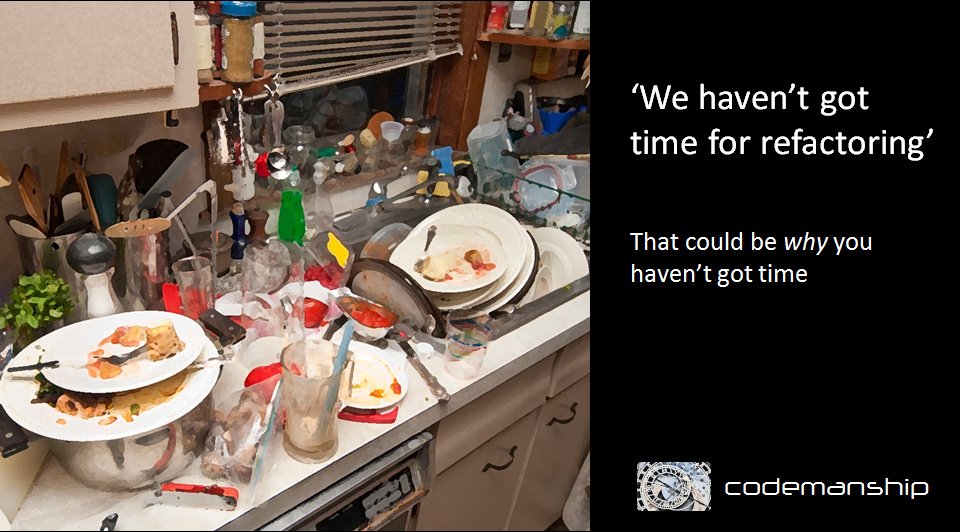 ‘We haven’t got
time for refactoring’
That could be why you
haven’t got time
codemanship